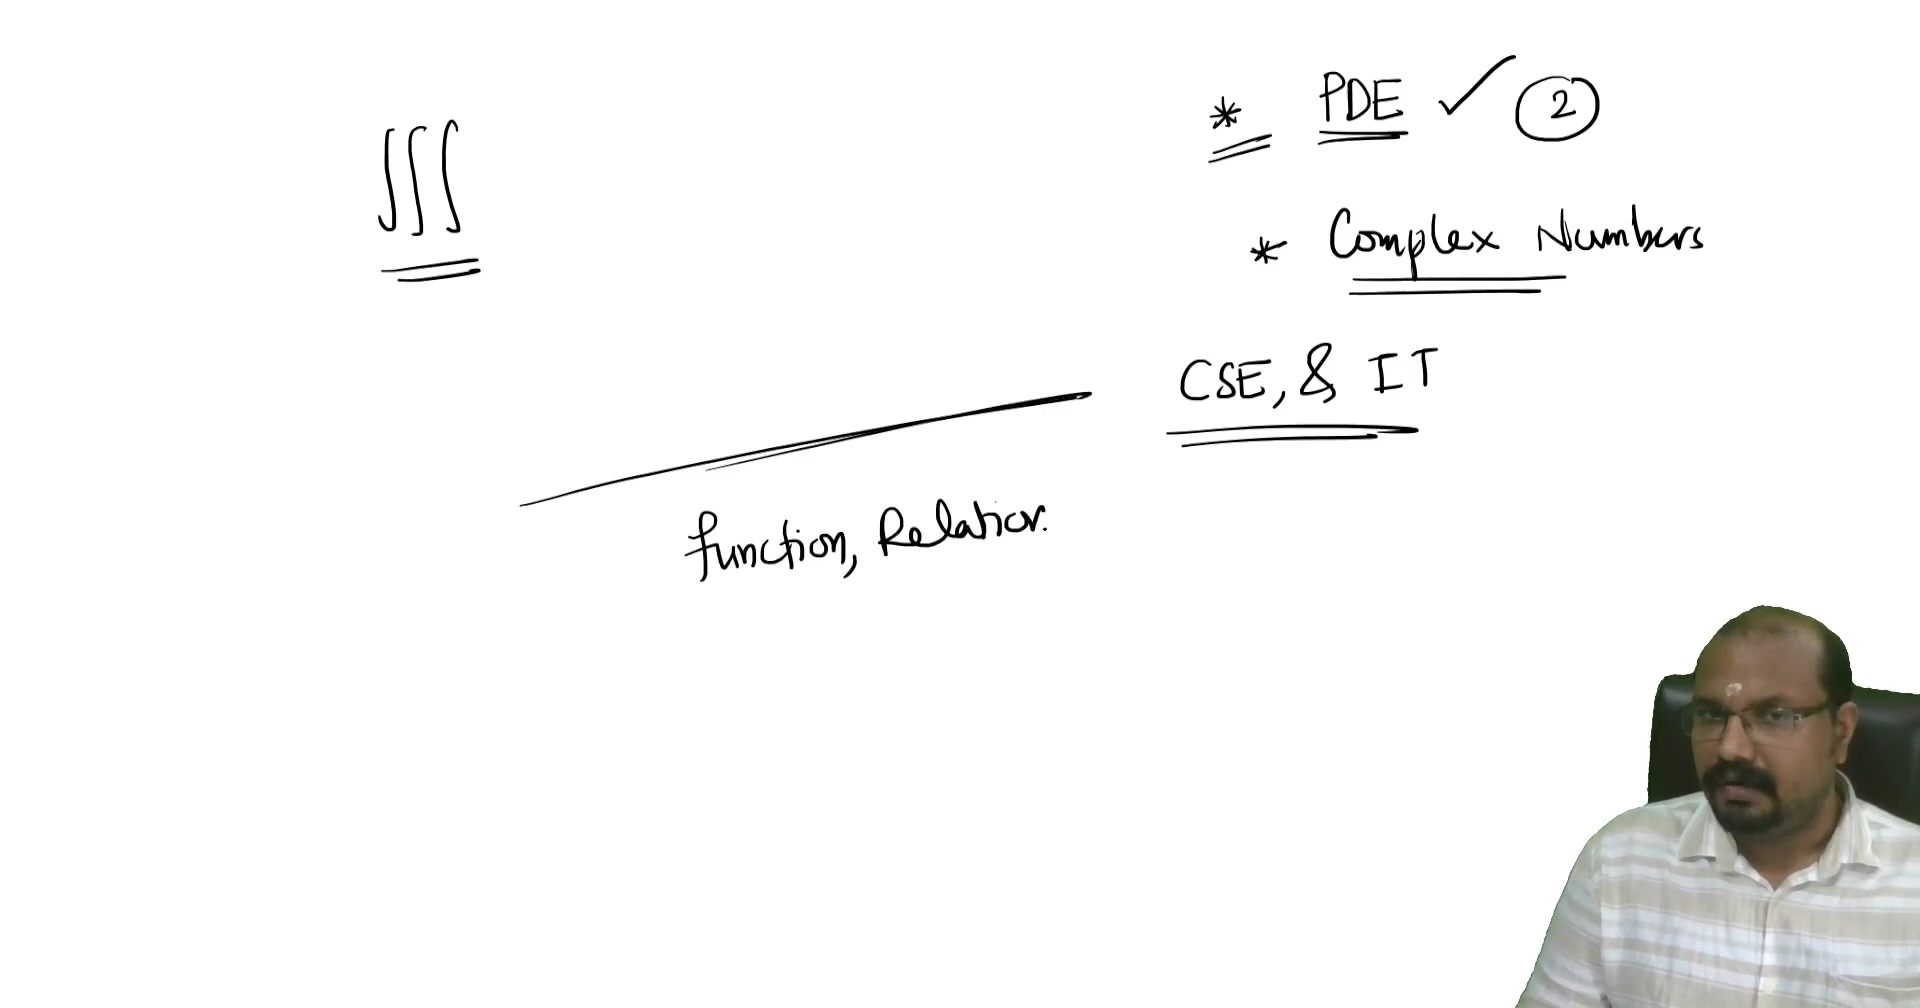 ∭
* PDE ✓ 2
* Complex Numbers
CSE, & IT
function, Relation.